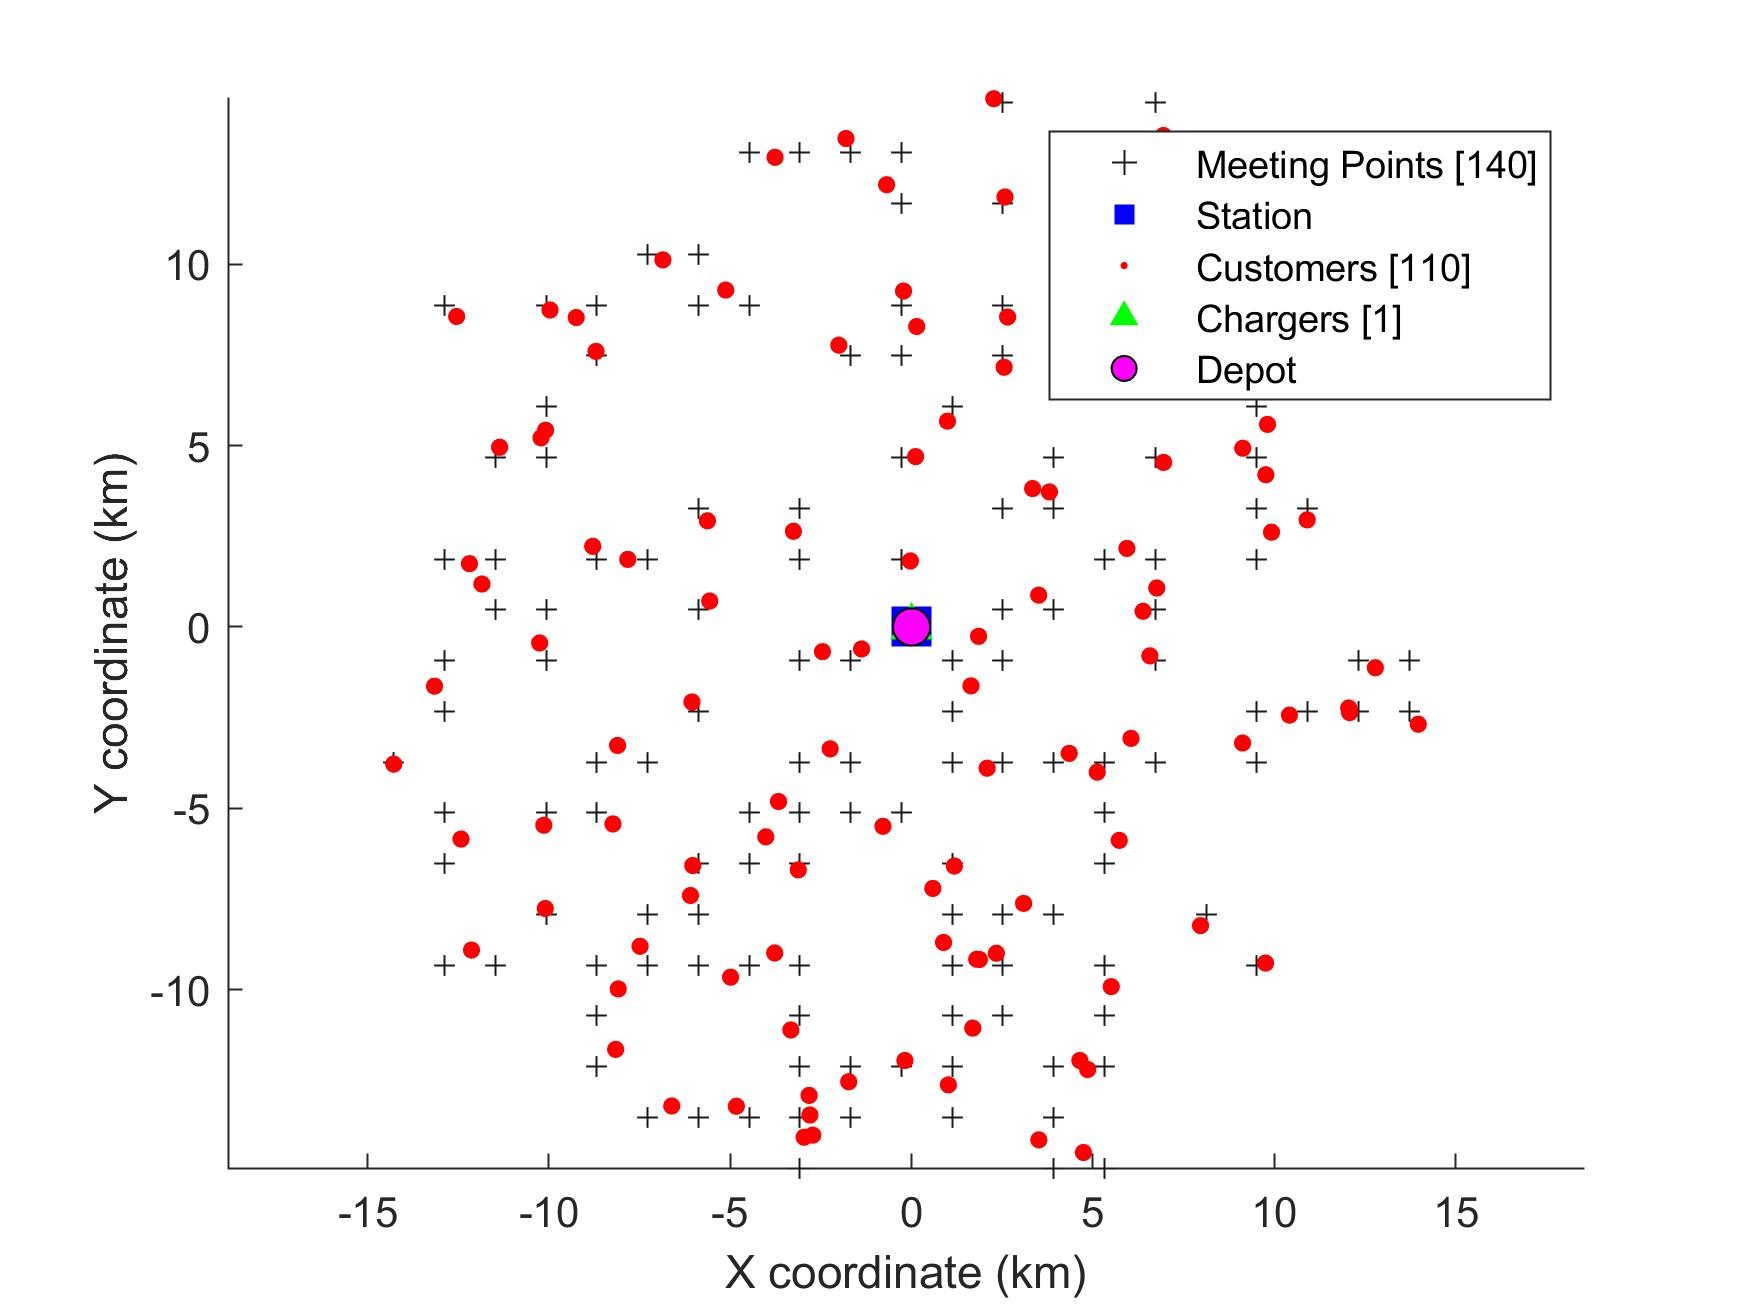 Meeting Points [140]
Station
Customers [110]
Chargers [1]
Depot
10
5
0
-5
-10
Y coordinate (km)
-15
-10
-5
0
5
10
15
X coordinate (km)